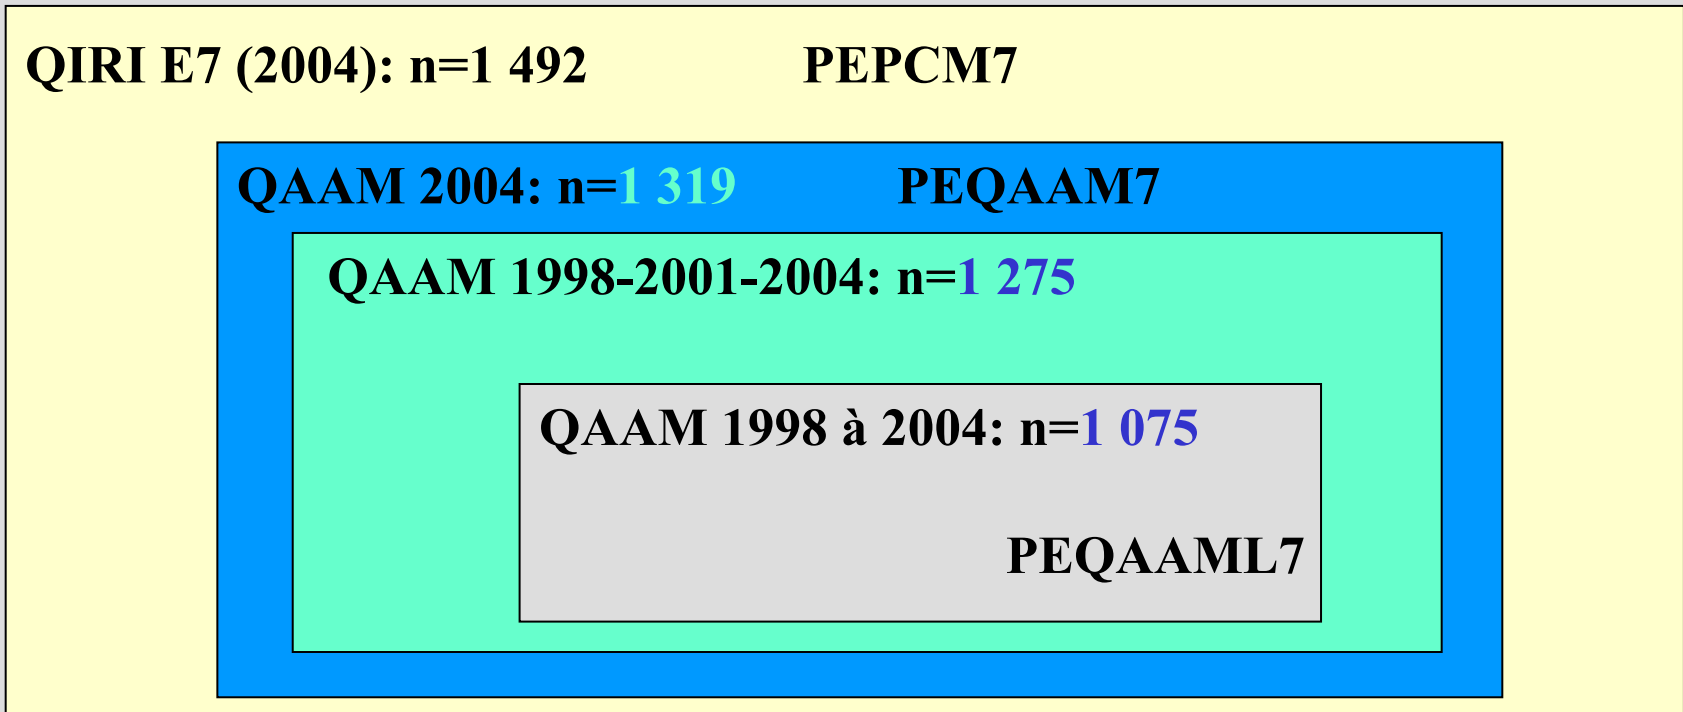 QIRI E7 (2004): n=1 492 PEPCM7
QAAM 2004: n=1 319 PEQAAM7
QAAM 1998-2001-2004: n=1 275
QAAM 1998 à 2004: n=1 075
PEQAAML7